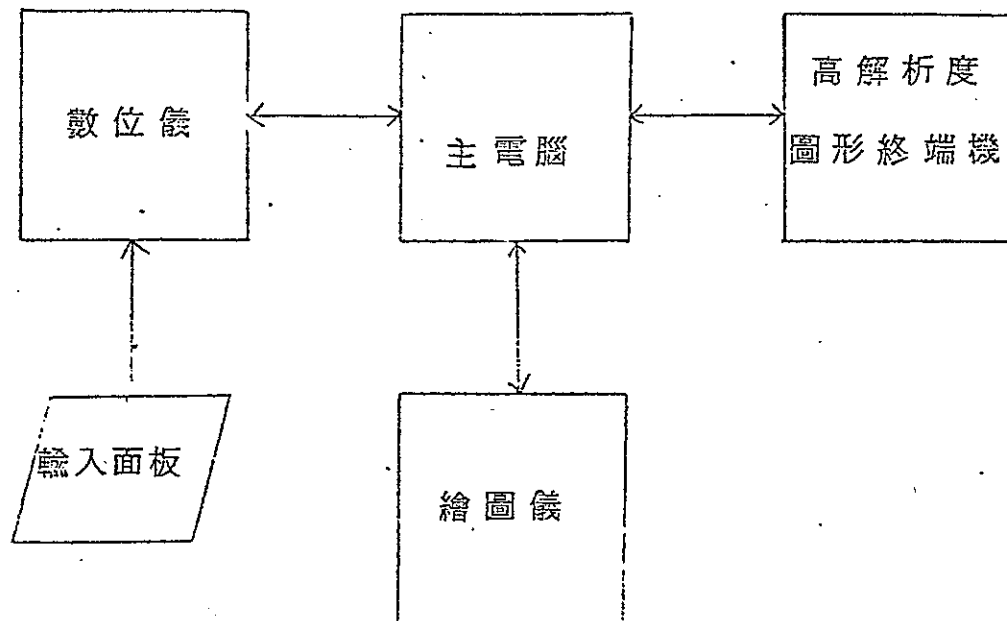 數位儀
主電腦
高解析度
圖形終端機
輸入面板
繪圖儀